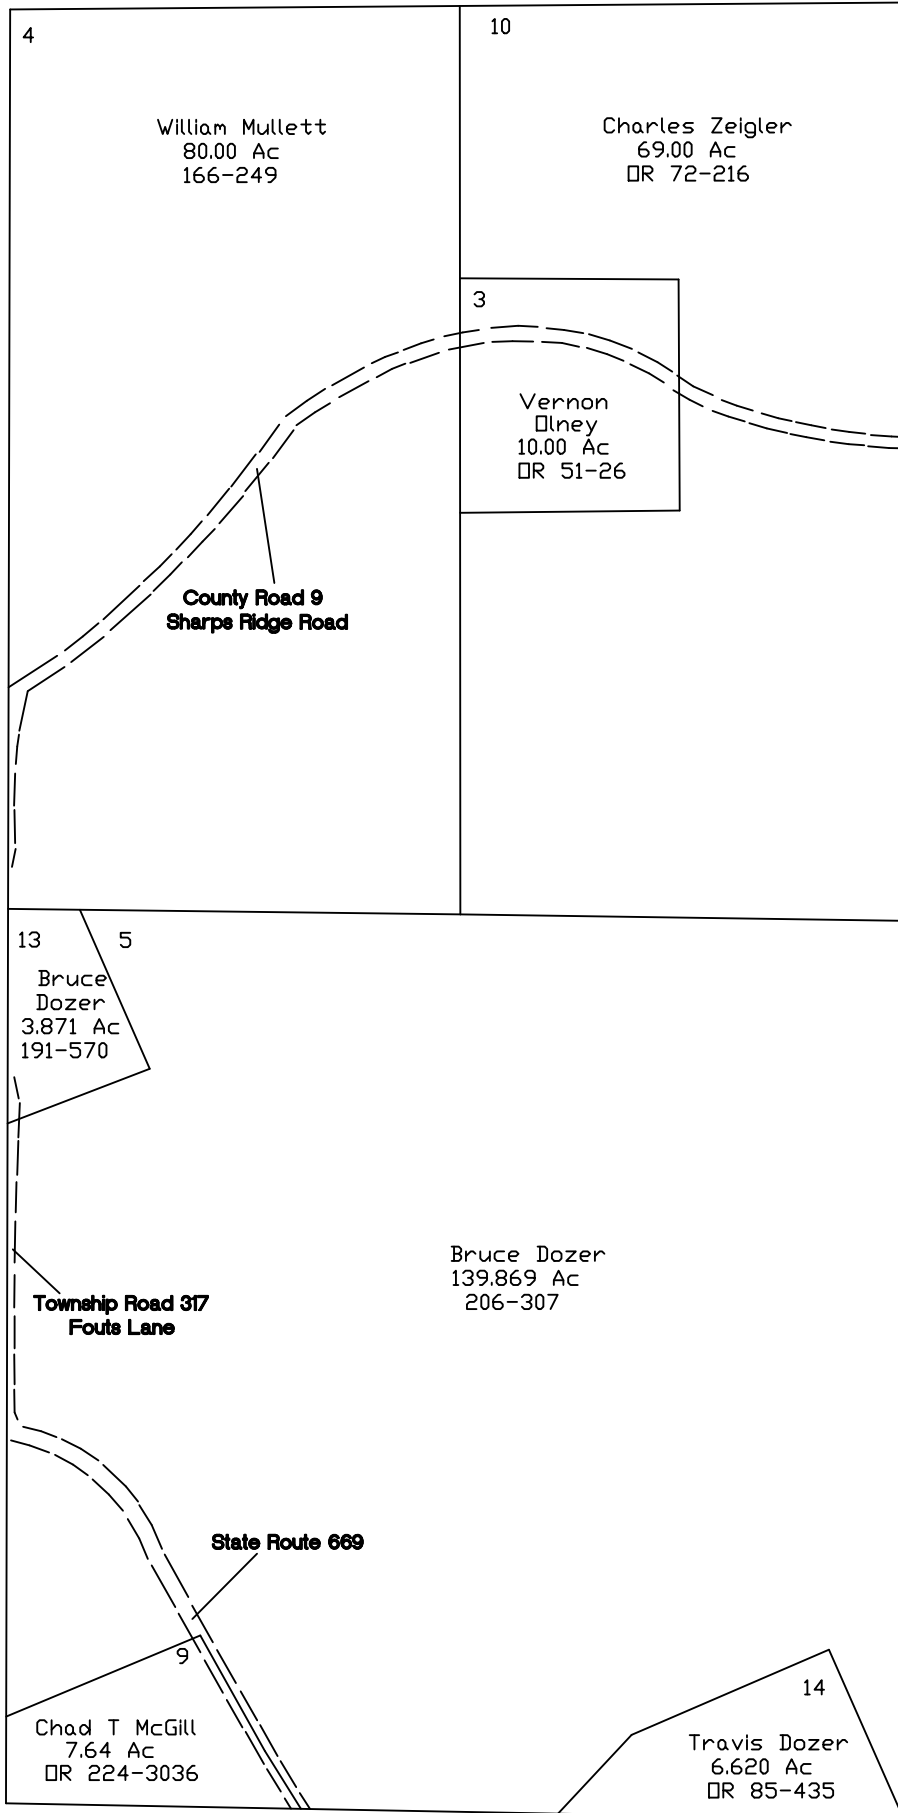 4
William Mullett
80.00 Ac
166-249
10
Charles Zeigler
69.00 Ac
OR 72-216
3
Vernon
Olney
10.00 Ac
OR 51-26
County Road 9
Sharps Ridge Road
13
Bruce
Dozer
3.871 Ac
191-570
5
Bruce Dozer
139.869 Ac
206-307
Township Road 317
Fouts Lane
State Route 669
9
Chad T McGill
7.64 Ac
OR 224-3036
14
Travis Dozer
6.620 Ac
OR 85-435